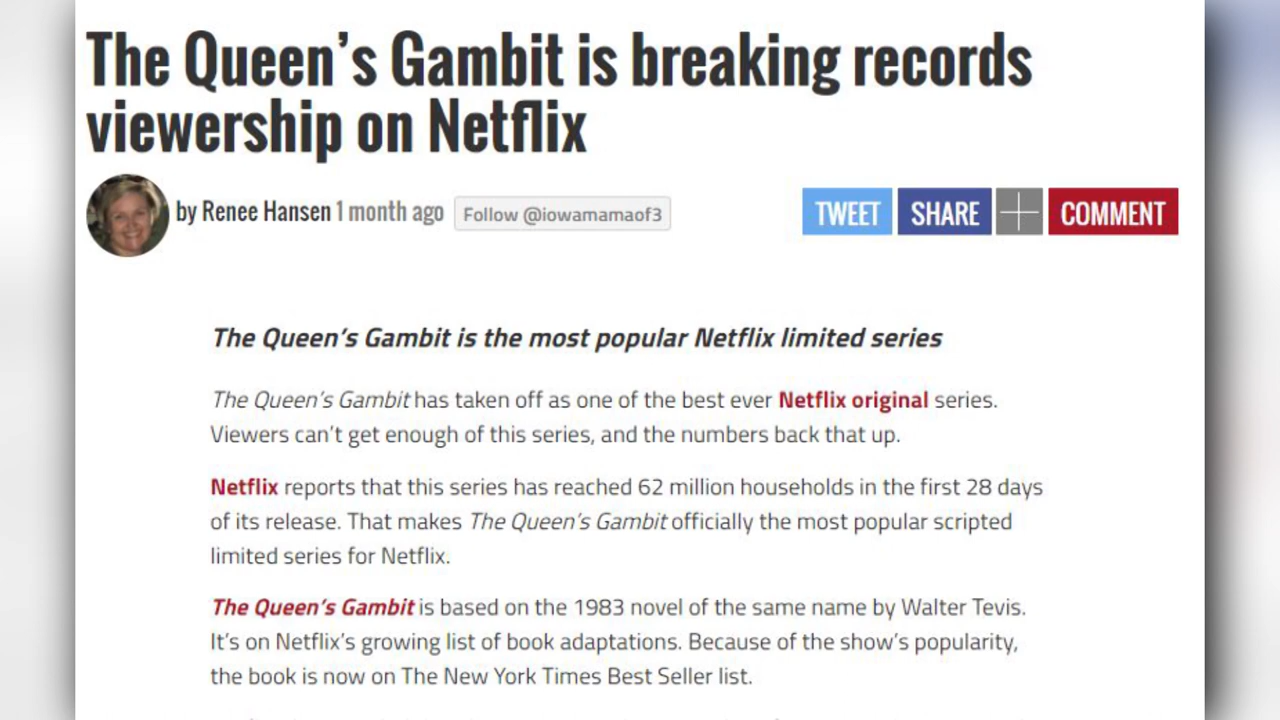 The Queen’s Gambit is breaking records
viewership on Netflix
by Renee Hansen 1 month ago Follow @iowamamaof3 TWEET SHARE COMMENT
The Queen’s Gambit is the most popular Netflix limited series
The Queen’s Gambit has taken off as one of the best ever Netflix original series.
Viewers can’t get enough of this series, and the numbers back that up.
Netflix reports that this series has reached 62 million households in the first 28 days
of its release. That makes The Queen’s Gambit officially the most popular scripted
limited series for Netflix.
The Queen’s Gambit is based on the 1983 novel of the same name by Walter Tevis.
It’s on Netflix’s growing list of book adaptations. Because of the show’s popularity,
the book is now on The New York Times Best Seller list.